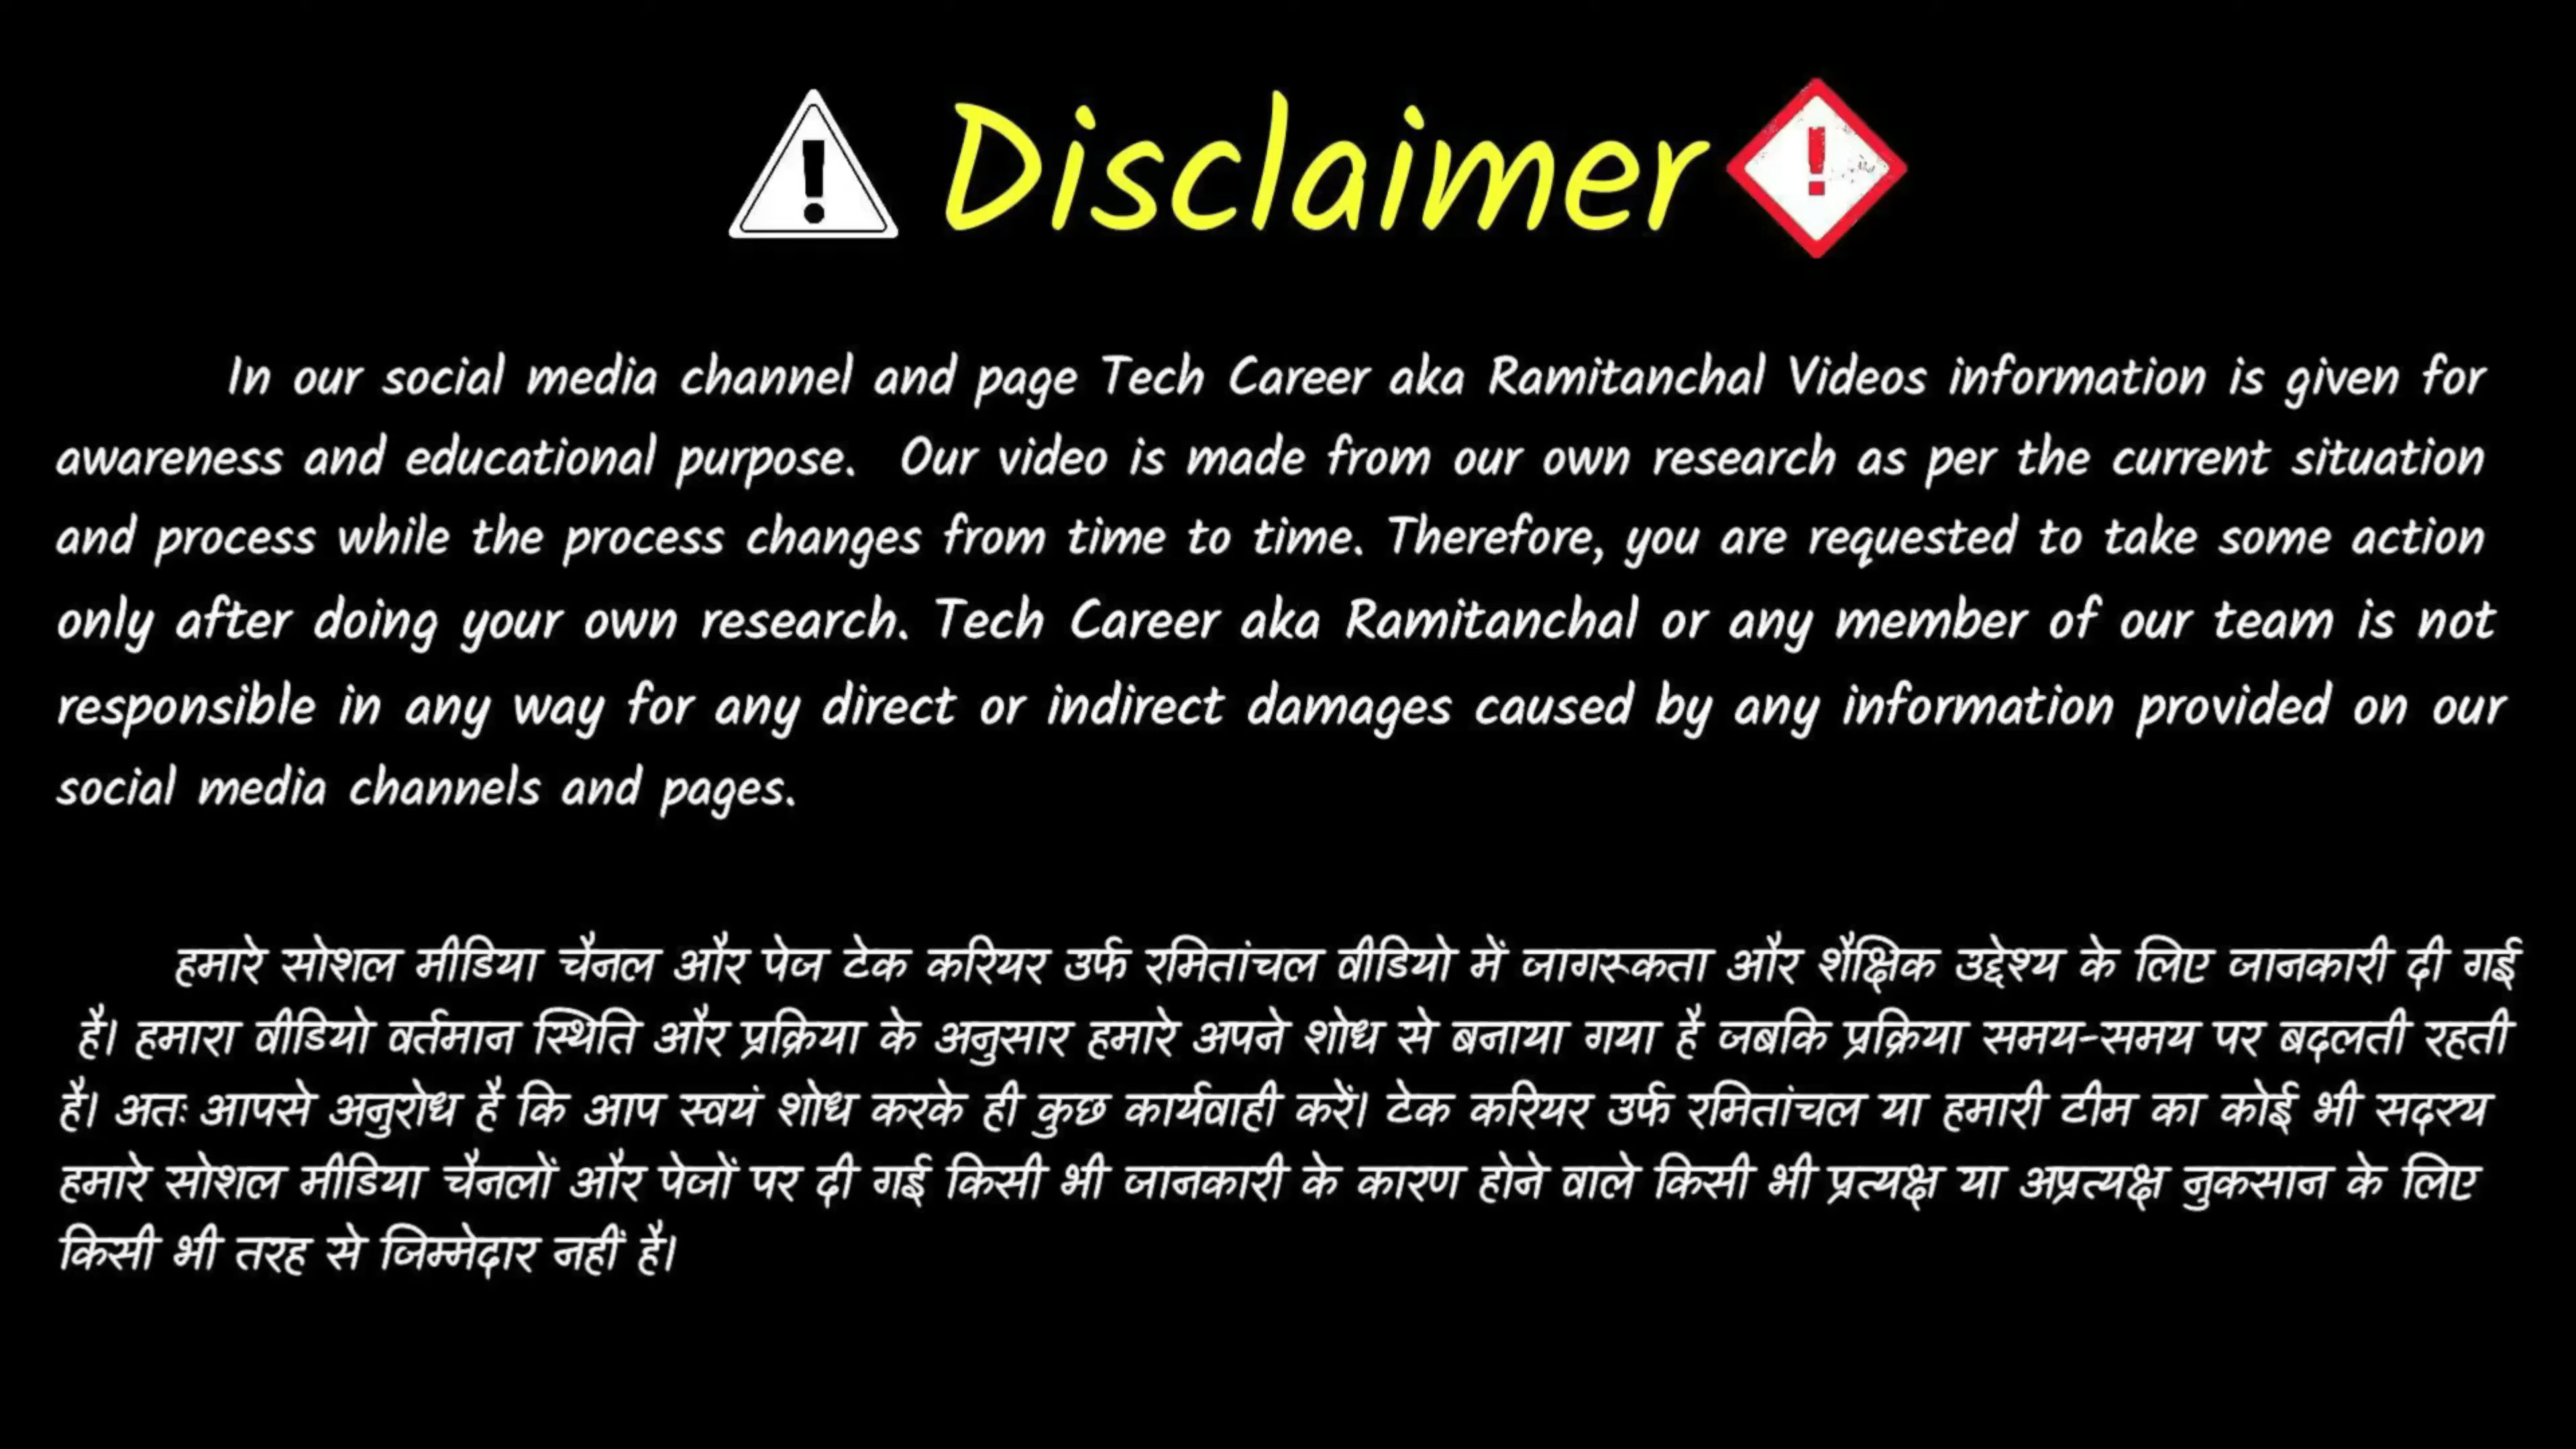 Disclaimer
In our social media channel and page Tech Career aka Ramitanchal Videos information is given for
awareness and educational purpose. Our video is made from our own research as per the current situation
and process while the process changes from time to time. Therefore, you are requested to take some action
only after doing your own research. Tech Career aka Ramitanchal or any member of our team is not
responsible in any way for any direct or indirect damages caused by any information provided on our
social media channels and pages.
हमारे सोशल मीडिया चैनल और पेज टेक करियर उर्फ रमितांचल वीडियो में जागरूकता और शैक्षिक उद्देश्य के लिए जानकारी दी गई
है। हमारा वीडियो वर्तमान स्थिति और प्रक्रिया के अनुसार हमारे अपने शोध से बनाया गया है जबकि प्रक्रिया समय-समय पर बदलती रहती
है। अतः आपसे अनुरोध है कि आप स्वयं शोध करके ही कुछ कार्यवाही करें। टेक करियर उर्फ रमितांचल या हमारी टीम का कोई भी सदस्य
हमारे सोशल मीडिया चैनलों और पेजों पर दी गई किसी भी जानकारी के कारण होने वाले किसी भी प्रत्यक्ष या अप्रत्यक्ष नुकसान के लिए
किसी भी तरह से जिम्मेदार नहीं है।